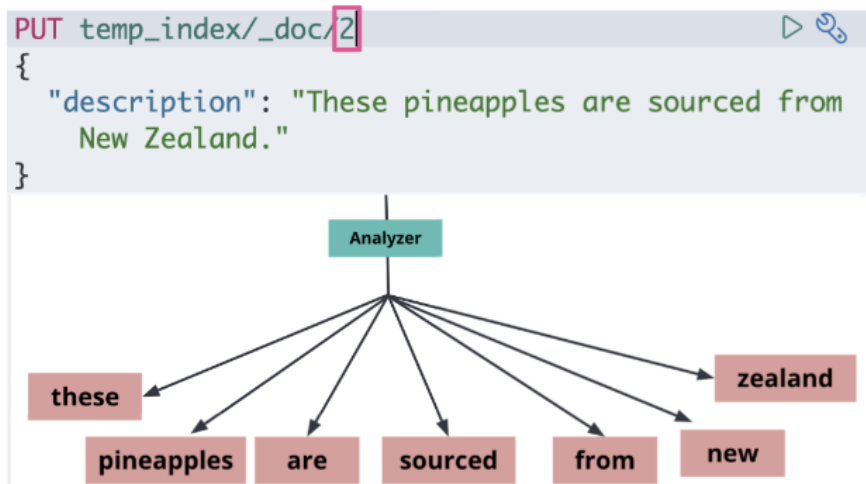 PUT temp_index/_doc/2
{
"description": "These pineapples are sourced from
New Zealand."
}
Analyzer
these
pineapples
are
sourced
from
new
zealand